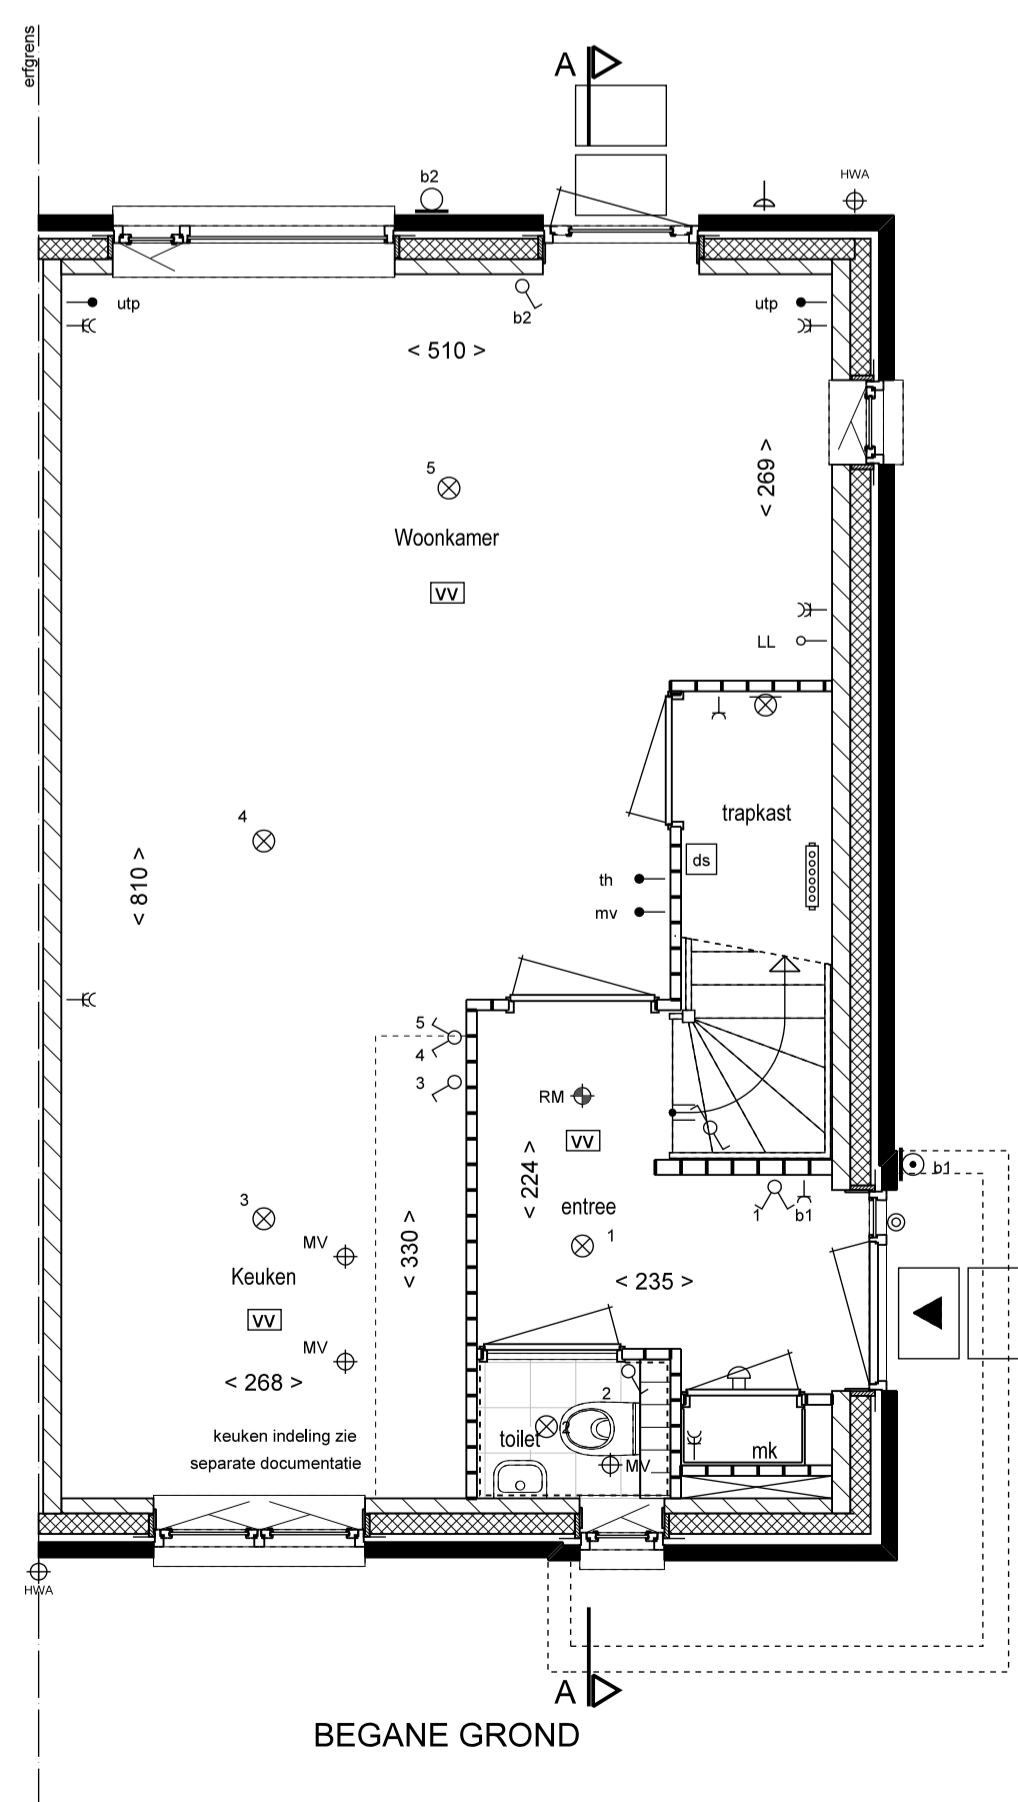 erfgrens
A
b2
HWA
utp
utp
b2
< 510 >
< 269 >
5
Woonkamer
VV
LL
4
trapkast
< 810 >
ds
th
mv
5
4
3
RM
VV
< 224 >
entree
1
b1
b1
3
MV
< 330 >
1
Keuken
< 235 >
VV
MV
< 268 >
2
2
toilet
keuken indeling zie
separate documentatie
mk
MV
HWA
A
BEGANE GROND